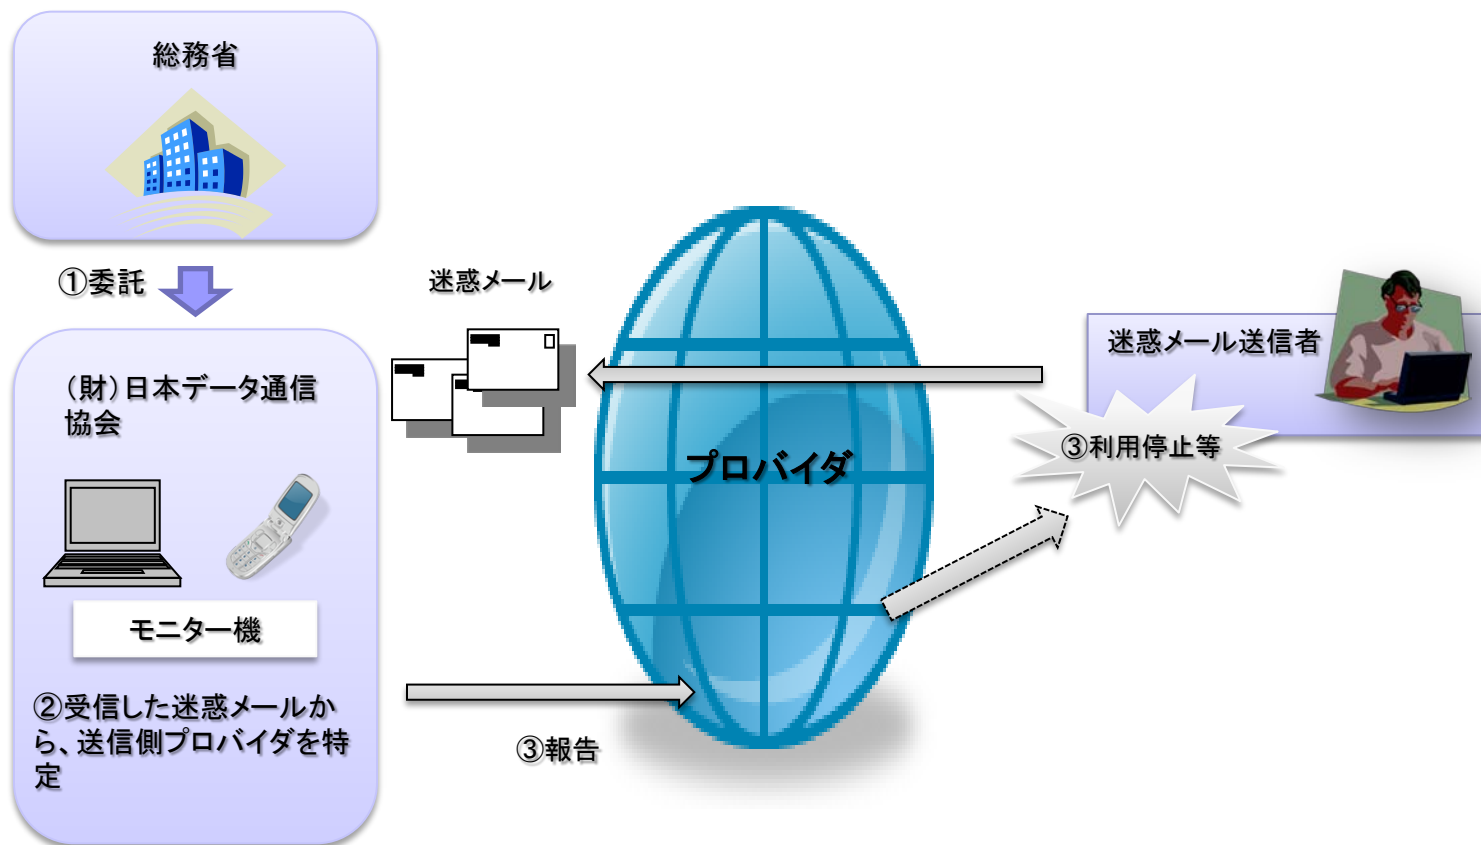 総務省
①委託
迷惑メール
迷惑メール送信者
（財）日本データ通信
協会
③利用停止等
プロバイダ
モニター機
②受信した迷惑メールか
ら、送信側プロバイダを特
定
③報告